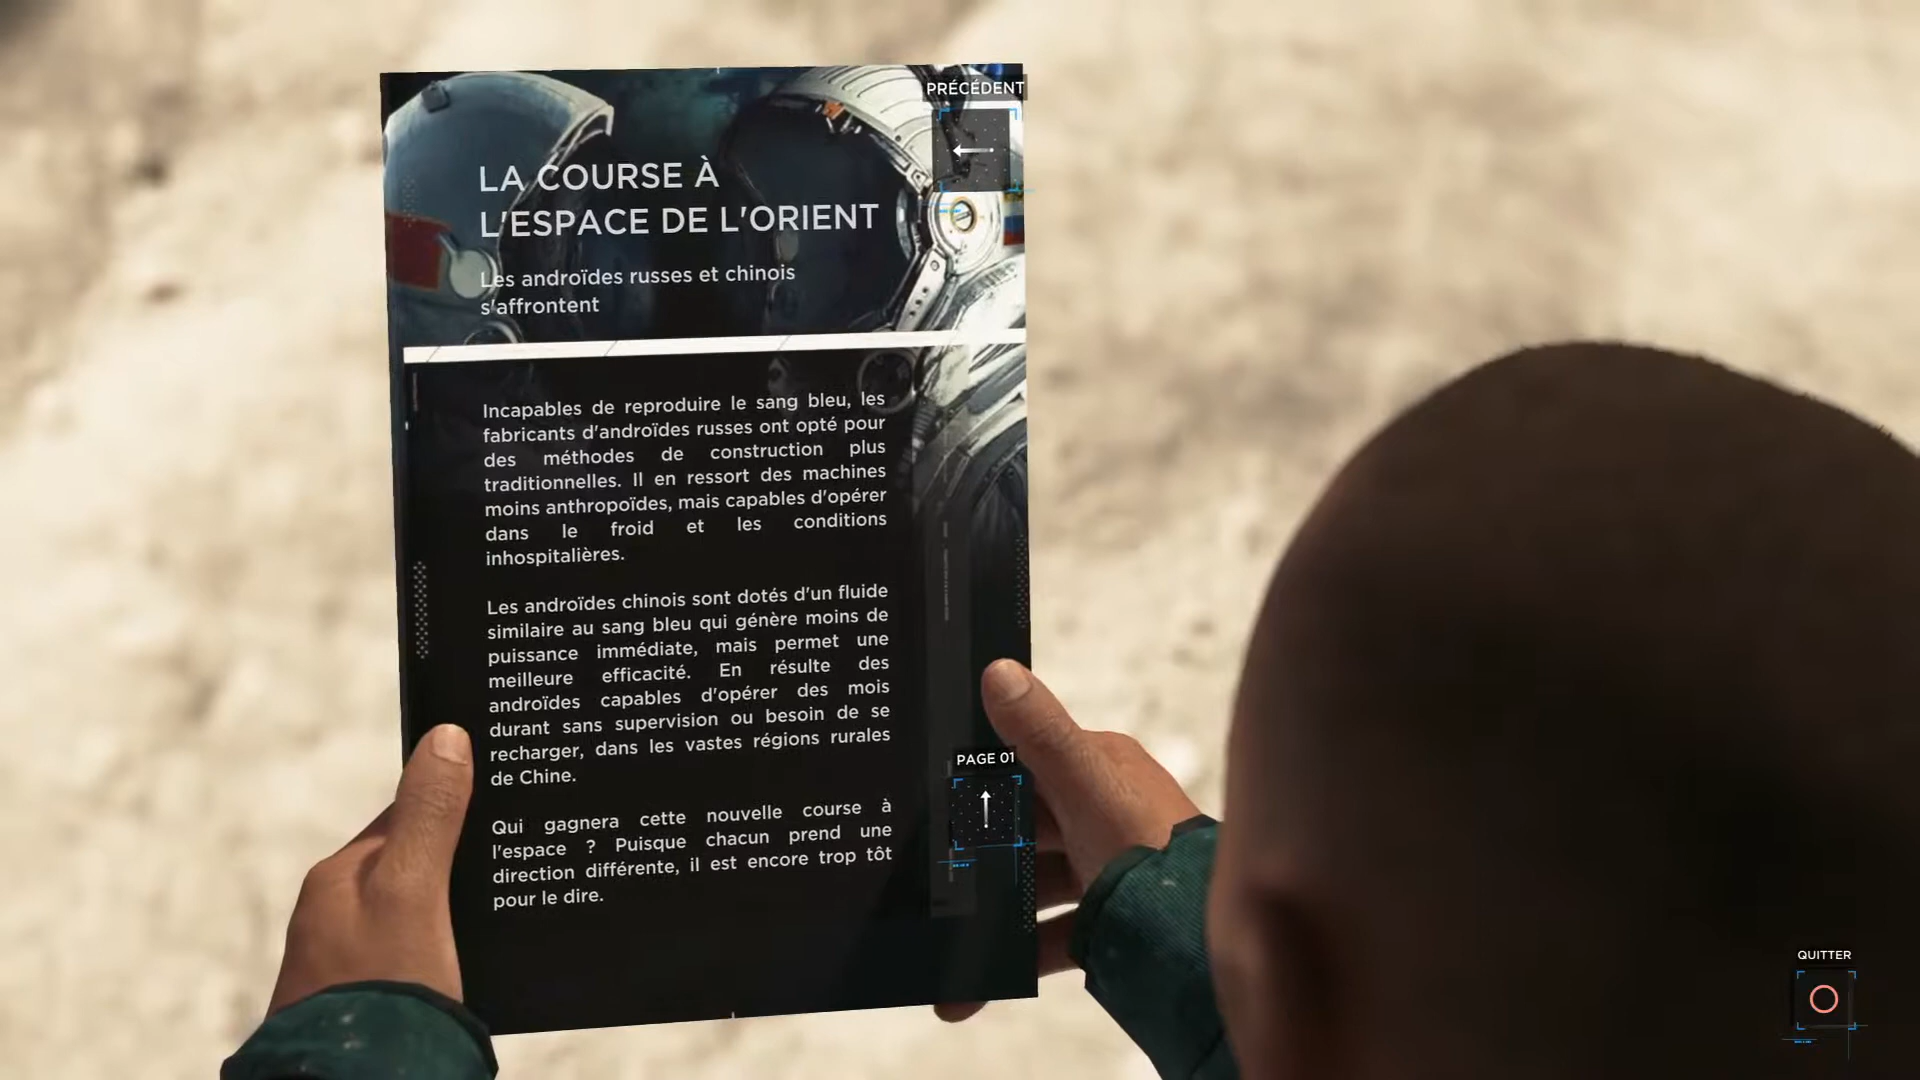 PRÉCÉDENT
LA COURSE À
L'ESPACE DE L'ORIENT
Les androïdes russes et chinois
s'affrontent
Incapables de reproduire le sang bleu, les
fabricants d'androïdes russes ont opté pour
des méthodes de construction plus
traditionnelles. Il en ressort des machines
moins anthropoïdes, mais capables d'opérer
dans le froid et les conditions
inhospitalières.
Les androïdes chinois sont dotés d'un fluide
similaire au sang bleu qui génère moins de
puissance immédiate, mais permet une
meilleure efficacité. En résulte des
androïdes capables d'opérer des mois
durant sans supervision ou besoin de se
recharger, dans les vastes régions rurales
de Chine.
Qui gagnera cette nouvelle course à
l'espace ? Puisque chacun prend une
direction différente, il est encore trop tôt
pour le dire.
PAGE 01
QUITTER